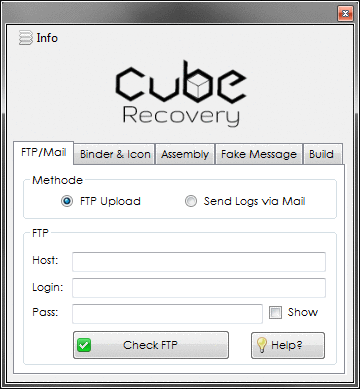 Info
cube
Recovery
FTP/Mail Binder & Icon Assembly Fake Message Build
Methode
FTP Upload Send Logs via Mail
FTP
Host:
Login:
Pass: Show
Check FTP Help?